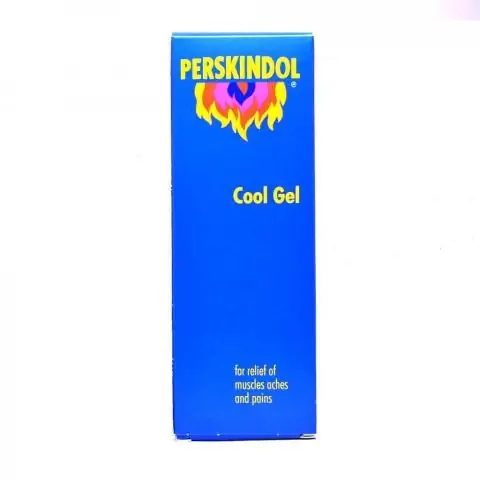 PERSKINDOL
®
Cool Gel
for relief of
muscles aches
and pains